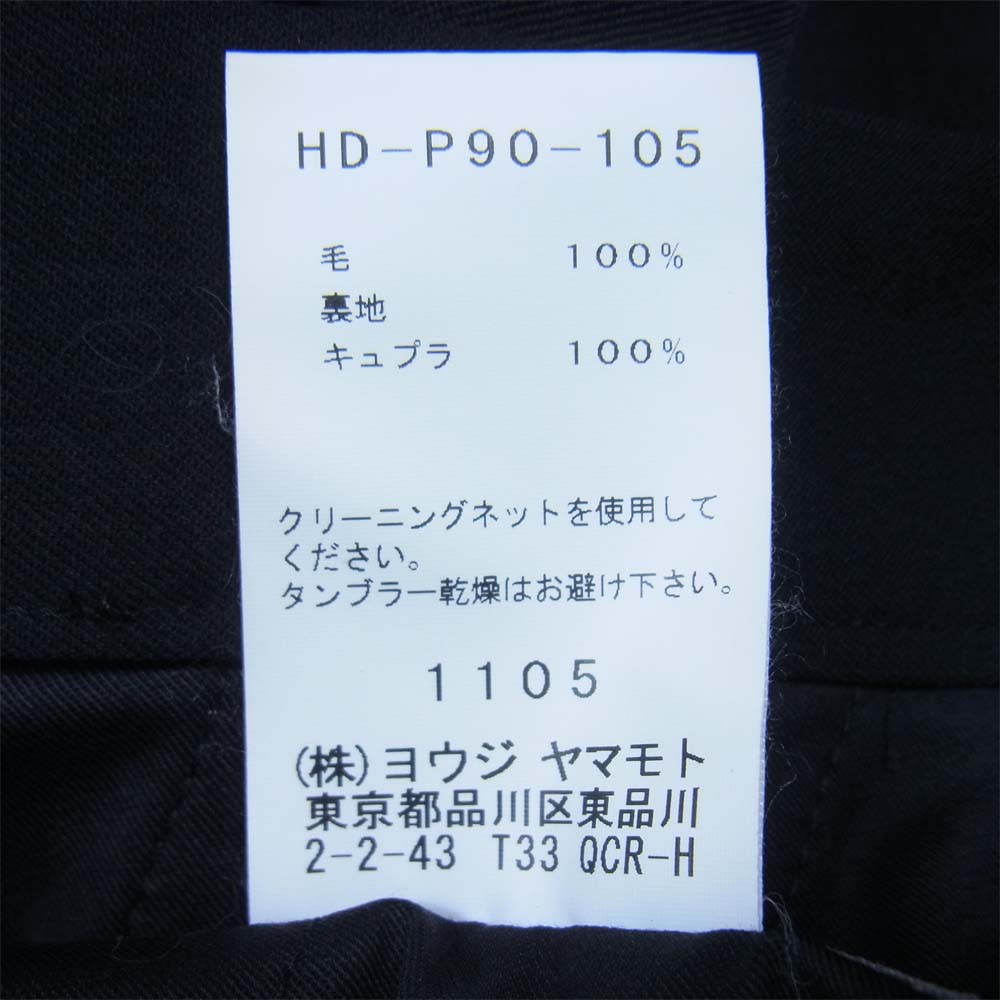 HD-P90-105
毛 100%
裏地
キュプラ 100%
クリーニングネットを使用して
ください。
タンブラー乾燥はお避け下さい。
1105
(株)ヨウジ ヤマモト
東京都品川区東品川
2-2-43 T33 QCR-H